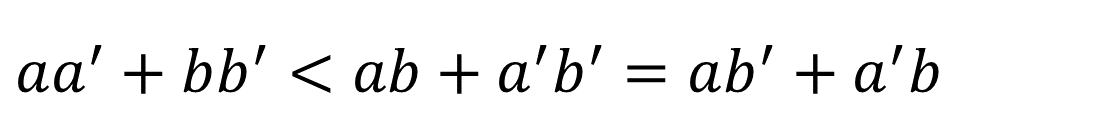 aa′ + bb′ < ab + a′b′ = ab′ + a′b